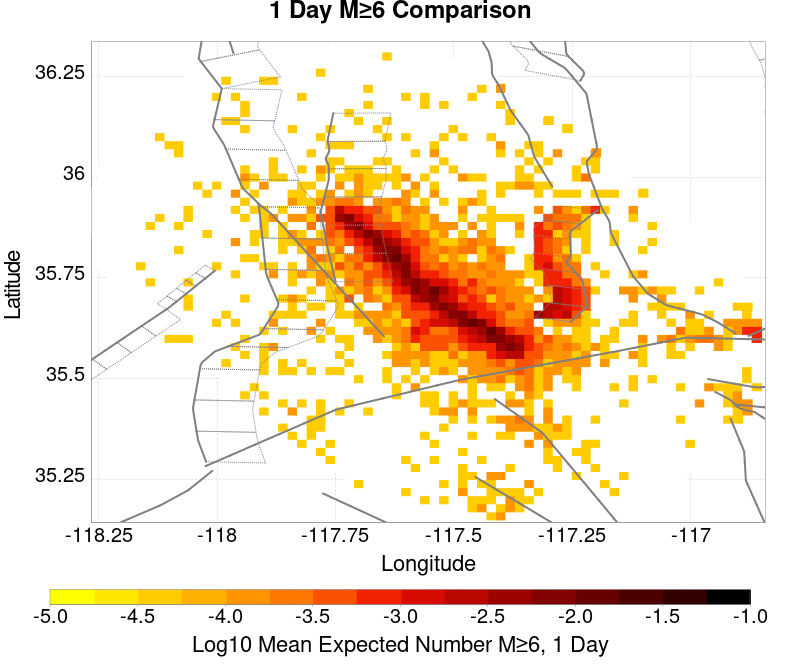 1 Day M≥6 Comparison
36.25
36
35.75
35.5
35.25
Latitude
-118.25 -118 -117.75 -117.5 -117.25 -117
Longitude
-5.0 -4.5 -4.0 -3.5 -3.0 -2.5 -2.0 -1.5 -1.0
Log10 Mean Expected Number M≥6, 1 Day